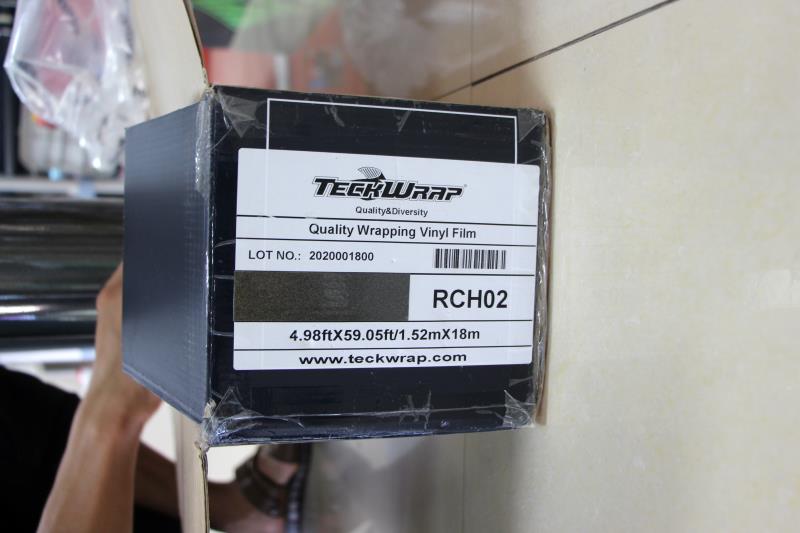 TECKWRAP
Quality&Diversity
Quality Wrapping Vinyl Film
LOT NO.: 2020001800
RCH02
4.98ftX59.05ft/1.52mX18m
www.teckwrap.com